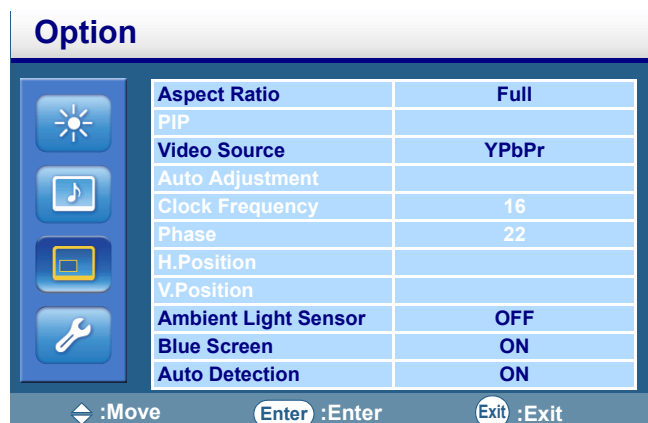 Option
Aspect Ratio Full
PIP
Video Source YPbPr
Auto Adjustment
Clock Frequency 16
Phase 22
H.Position
V.Position
Ambient Light Sensor OFF
Blue Screen ON
Auto Detection ON
:Move Enter :Enter Exit :Exit